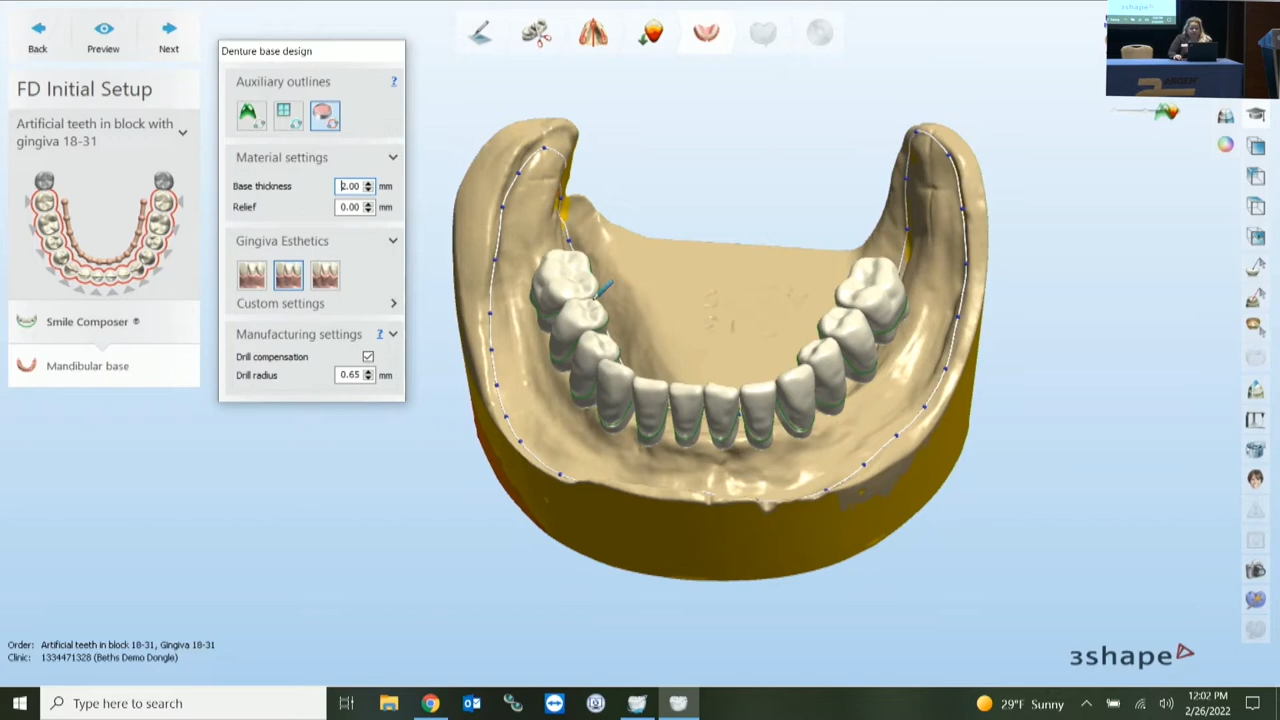 Back
Preview
Next
FD Initial Setup
Artificial teeth in block with
gingiva 18-31
Smile Composer ®
Mandibular base
Denture base design
Auxiliary outlines
?
Material settings
Base thickness
2.00
mm
Relief
0.00
mm
Gingiva Esthetics
Custom settings
Manufacturing settings
?
Drill compensation
Drill radius
0.65
mm
3shape
ARGEN
Order: Artificial teeth in block 18-31, Gingiva 18-31
Clinic: 1334471328 (Beths Demo Dongle)
3shape
Type here to search
29°F Sunny
12:02 PM
2/26/2022